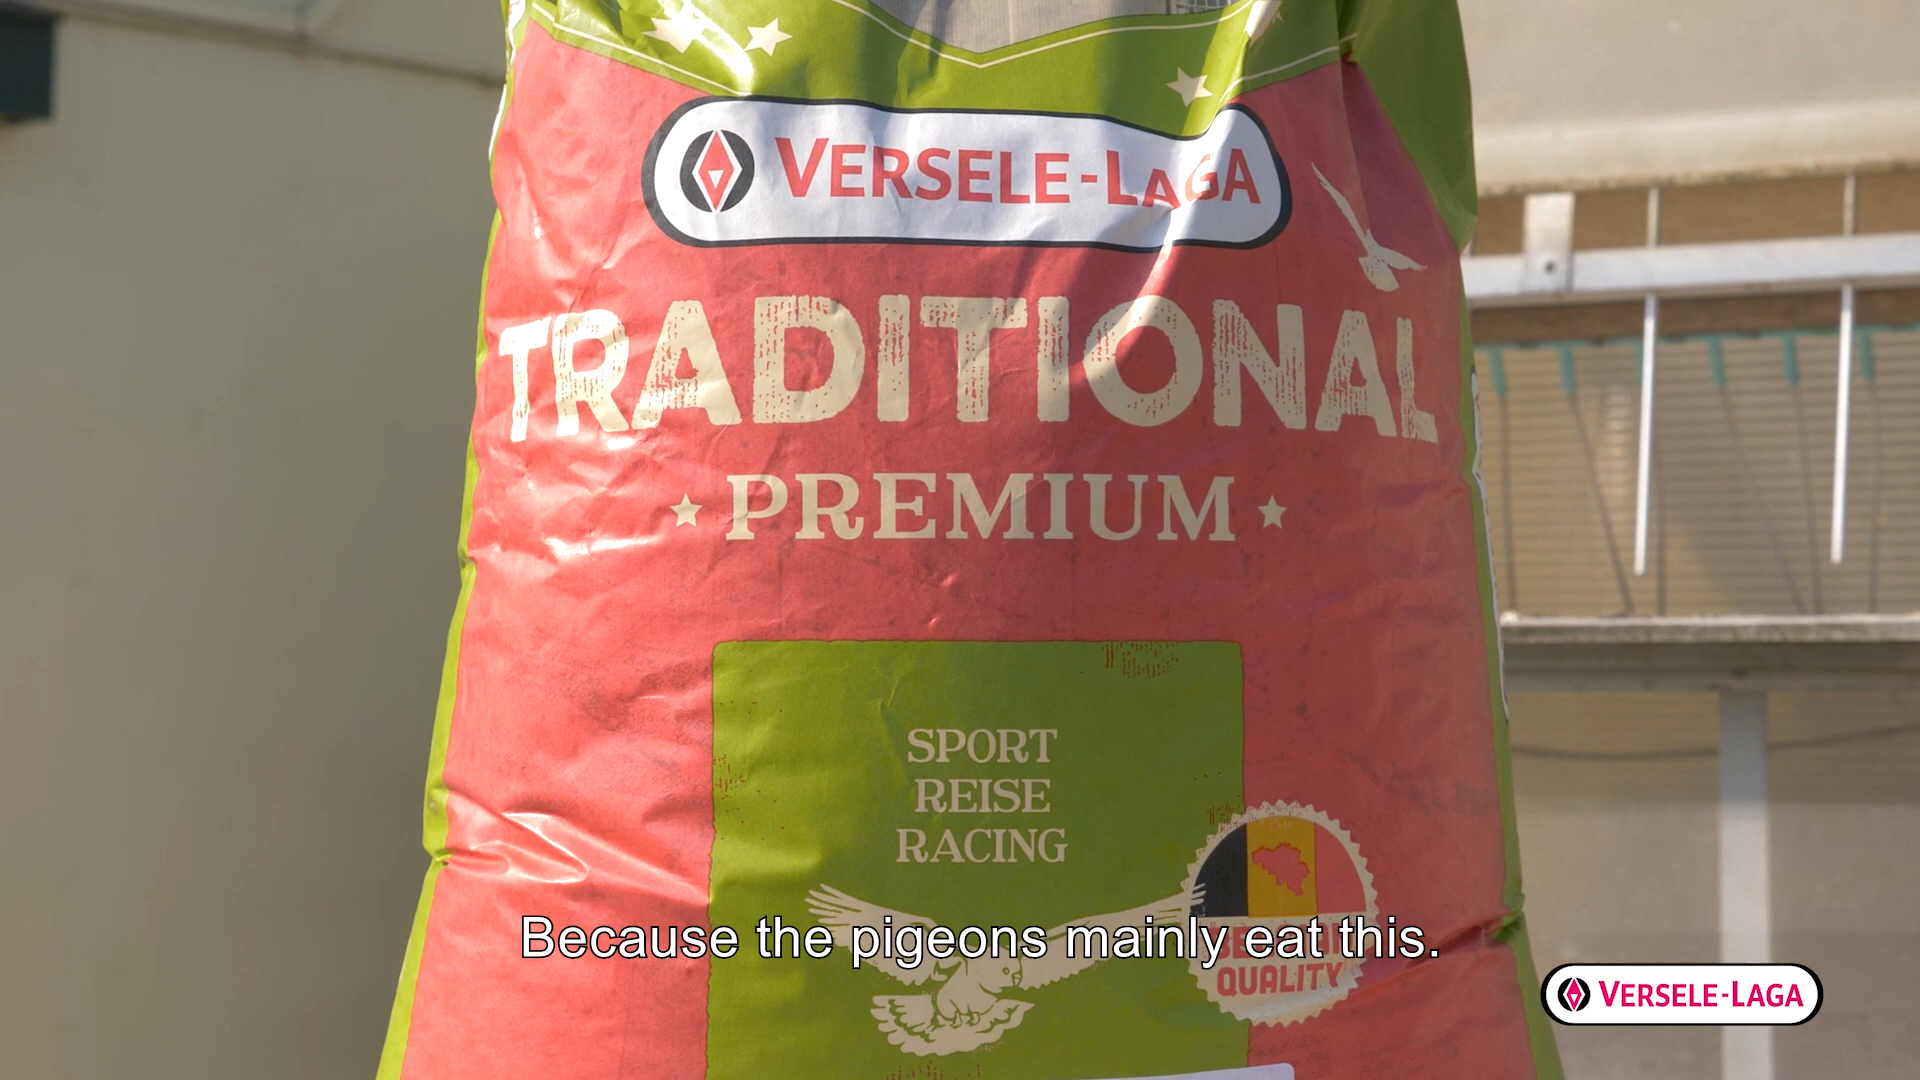 VERSELE-LAGA
TRADITIONAL
PREMIUM
SPORT
REISE
RACING
QUALITY
Because the pigeons mainly eat this.
VERSELE-LAGA